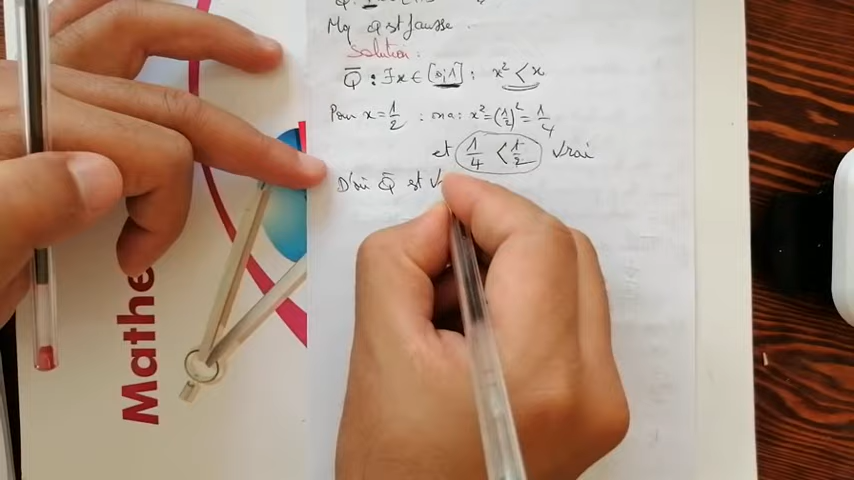 Mq Q st fausse.
Solution:
Q̅ : ∃x ∈ [0;1] : x² < x
Pour x = 1/2 : on a : x² = (1/2)² = 1/4
et 1/4 < 1/2 vrai
D'où Q̅ st
Mathe